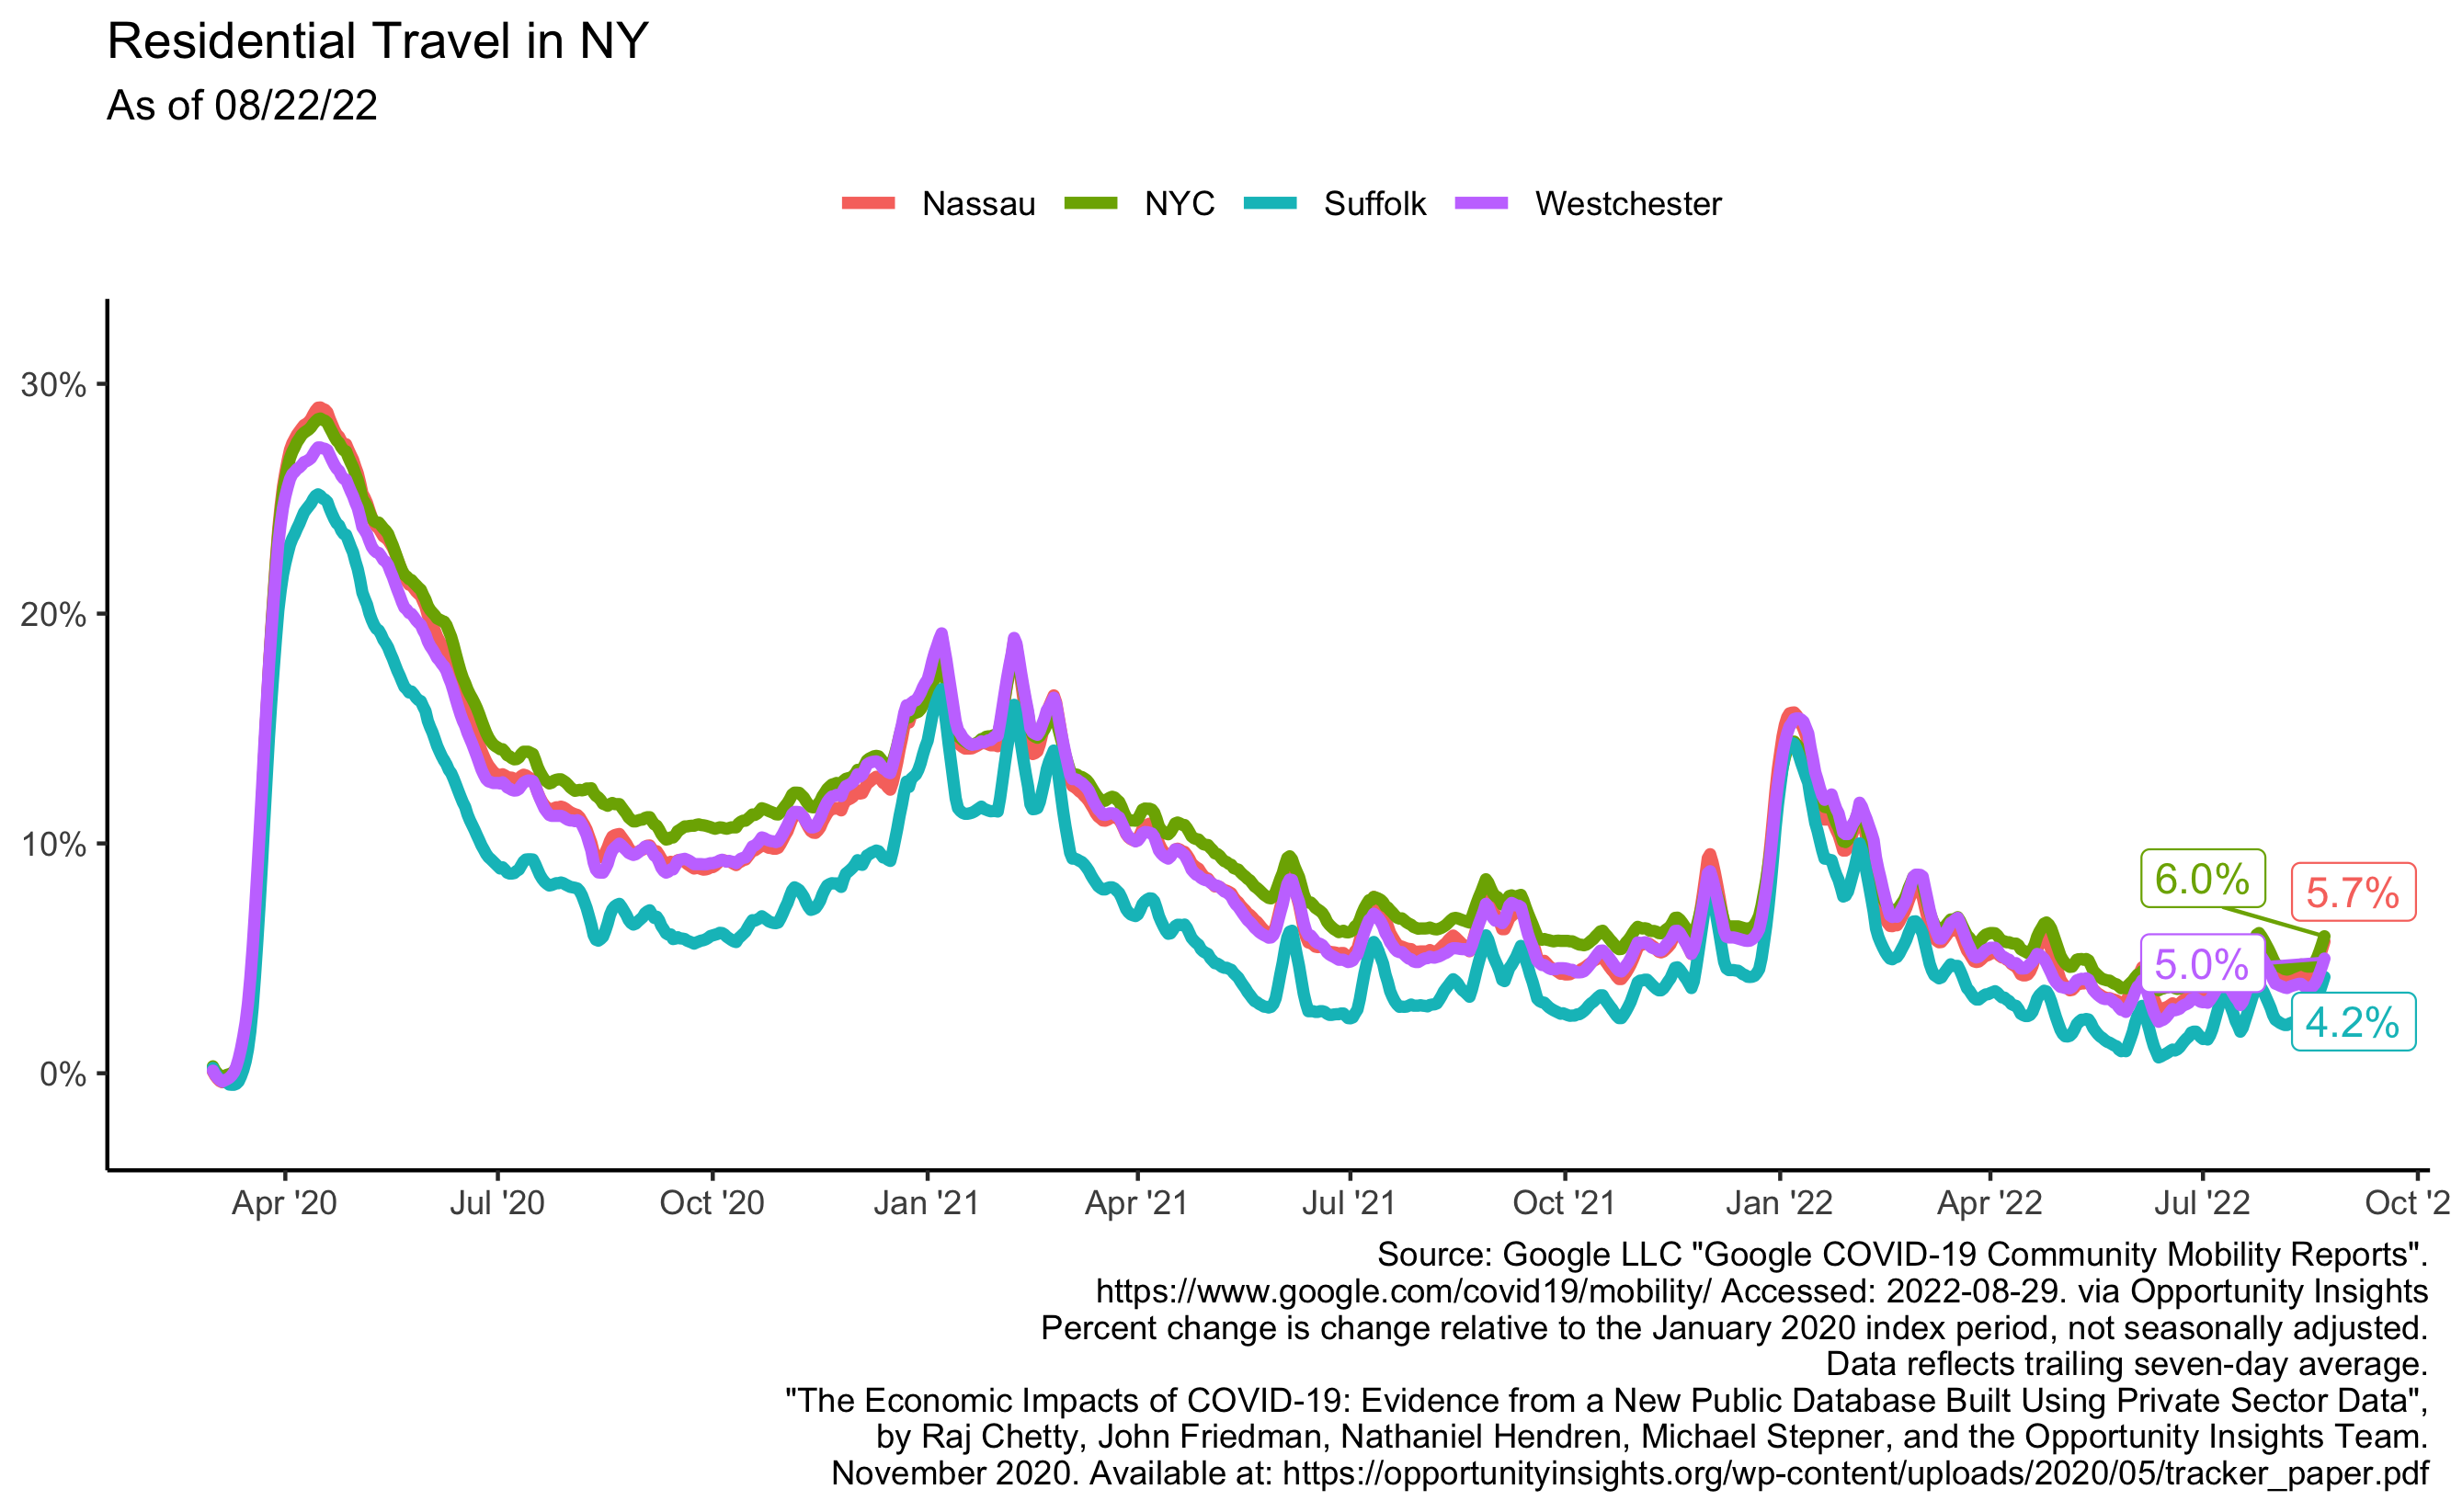 Residential Travel in NY
As of 08/22/22
Nassau NYC Suffolk Westchester
30%
20%
10%
0%
6.0%
5.7%
5.0%
4.2%
Apr '20 Jul '20 Oct '20 Jan '21 Apr '21 Jul '21 Oct '21 Jan '22 Apr '22 Jul '22 Oct '2
Source: Google LLC "Google COVID-19 Community Mobility Reports".
https://www.google.com/covid19/mobility/ Accessed: 2022-08-29. via Opportunity Insights
Percent change is change relative to the January 2020 index period, not seasonally adjusted.
Data reflects trailing seven-day average.
"The Economic Impacts of COVID-19: Evidence from a New Public Database Built Using Private Sector Data",
by Raj Chetty, John Friedman, Nathaniel Hendren, Michael Stepner, and the Opportunity Insights Team.
November 2020. Available at: https://opportunityinsights.org/wp-content/uploads/2020/05/tracker_paper.pdf